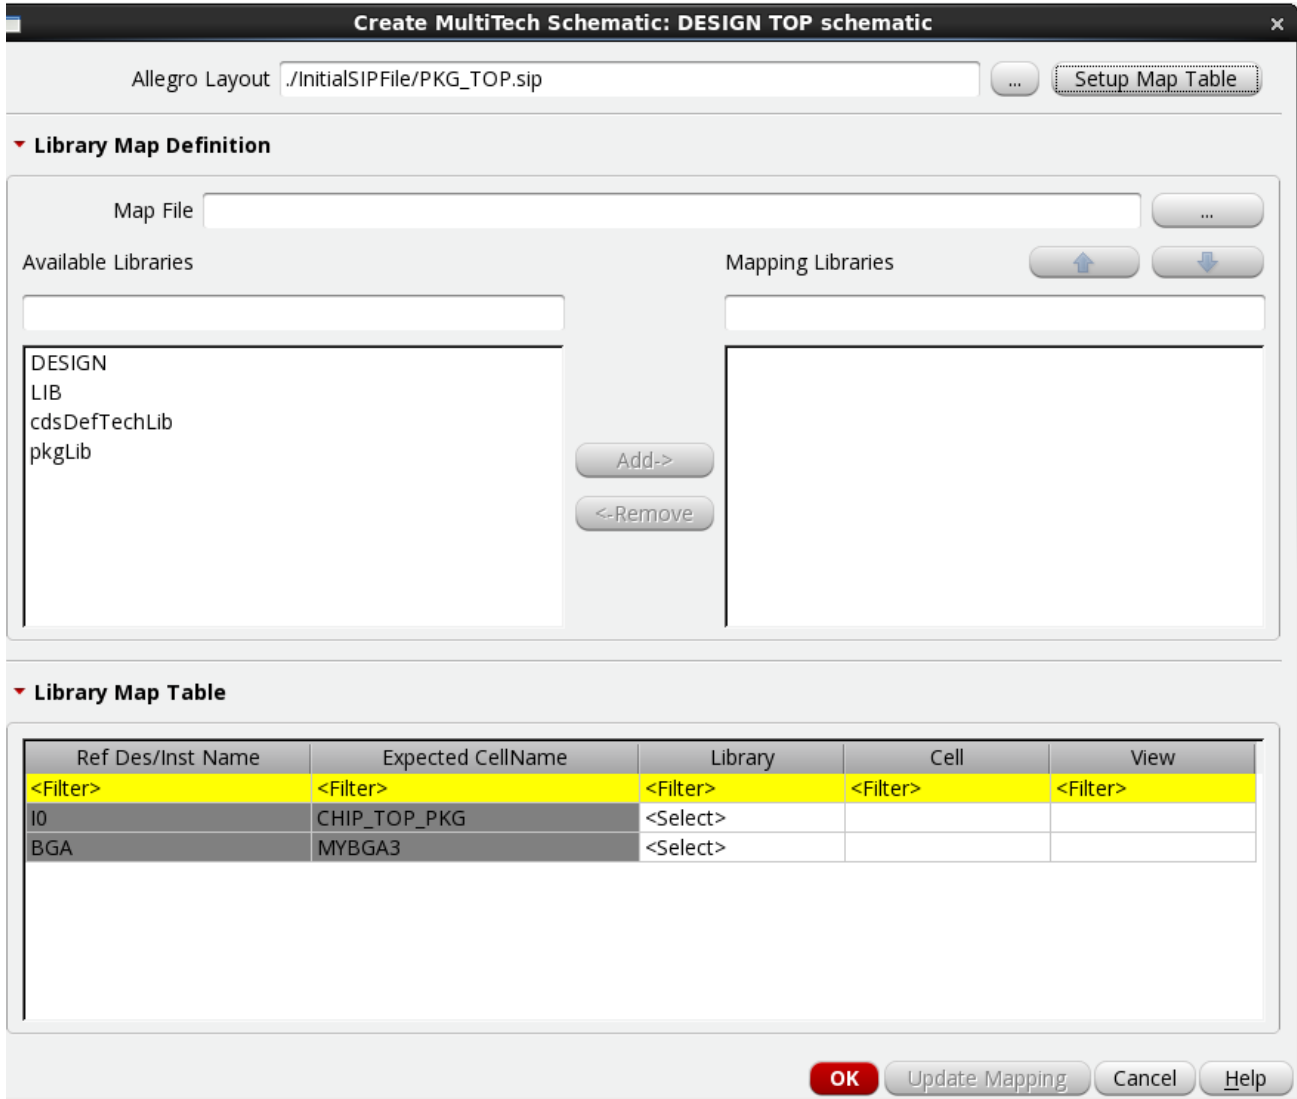 Create MultiTech Schematic: DESIGN TOP schematic ×
Allegro Layout ./InitialSIPFile/PKG_TOP.sip ... Setup Map Table
Library Map Definition
Map File ...
Available Libraries Mapping Libraries
DESIGN
LIB
cdsDefTechLib
pkgLib
Add->
<-Remove
Library Map Table
Ref Des/Inst Name Expected CellName Library Cell View
<Filter> <Filter> <Filter> <Filter> <Filter>
I0 CHIP_TOP_PKG <Select>
BGA MYBGA3 <Select>
OK Update Mapping Cancel Help